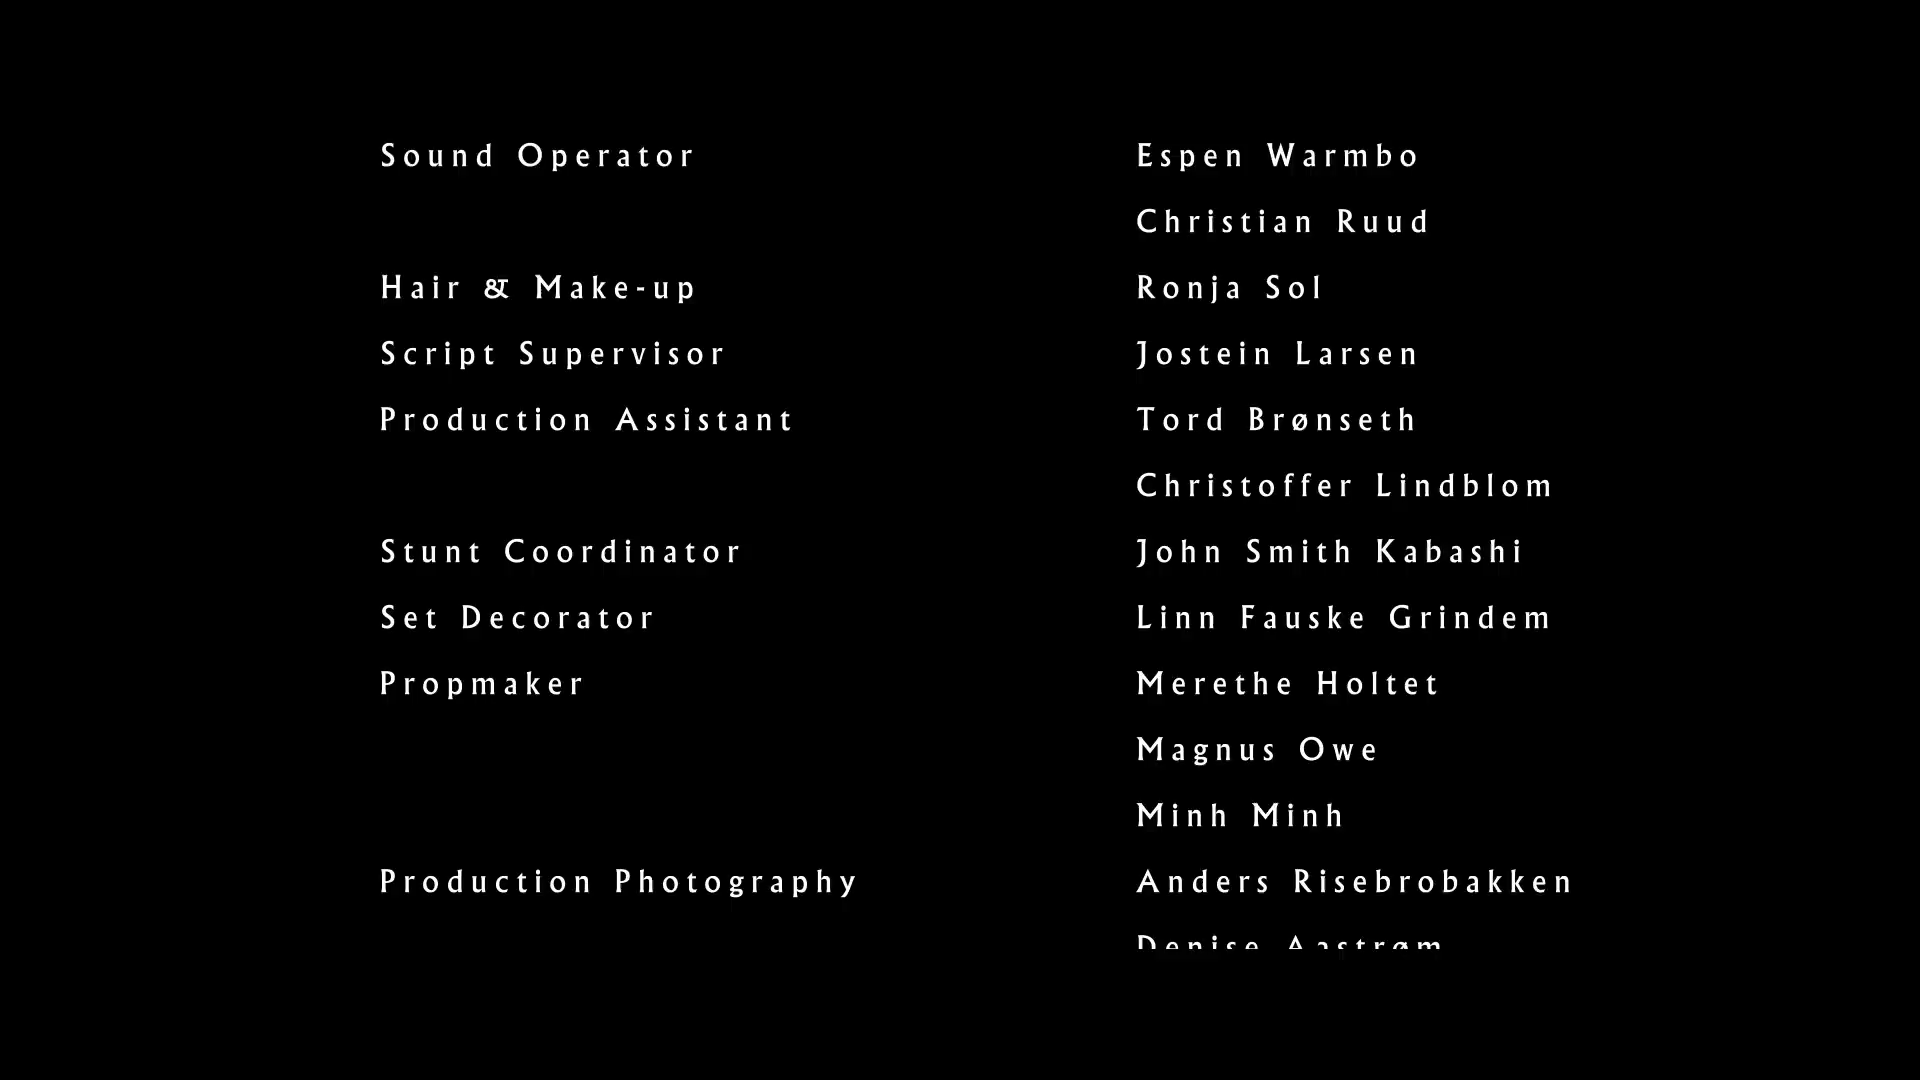 Sound Operator Espen Warmbo
Christian Ruud
Hair & Make-up Ronja Sol
Script Supervisor Jostein Larsen
Production Assistant Tord Brønseth
Christoffer Lindblom
Stunt Coordinator John Smith Kabashi
Set Decorator Linn Fauske Grindem
Propmaker Merethe Holtet
Magnus Owe
Minh Minh
Production Photography Anders Risebrobakken
Denise Aastrøm